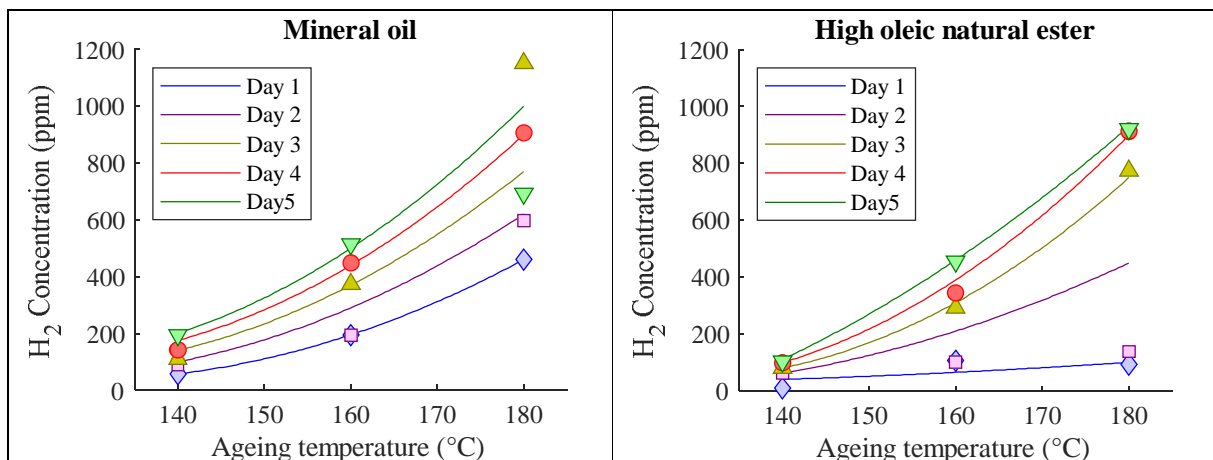 Mineral oil
1200
1000
800
600
400
200
0
H2 Concentration (ppm)
Day 1
Day 2
Day 3
Day 4
Day5
140 150 160 170 180
Ageing temperature (°C)
High oleic natural ester
1200
1000
800
600
400
200
0
H2 Concentration (ppm)
Day 1
Day 2
Day 3
Day 4
Day5
140 150 160 170 180
Ageing temperature (°C)